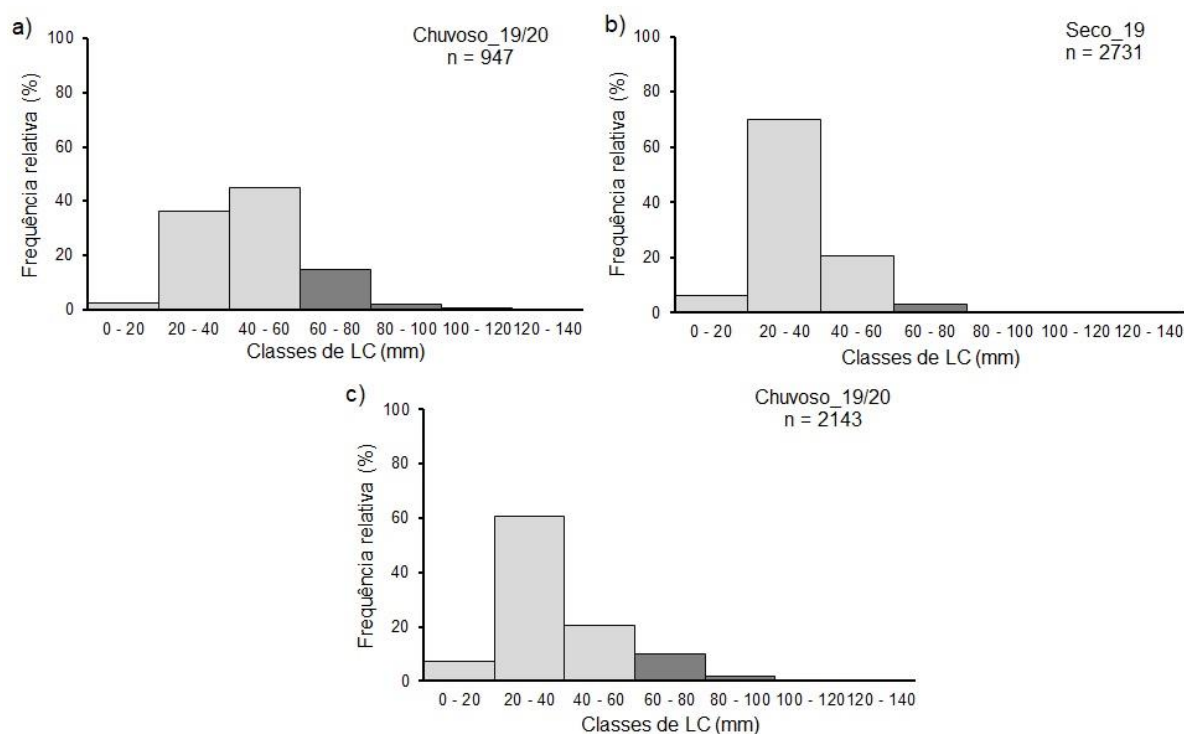 a)
Chuvoso_19/20
n = 947
Frequência relativa (%)
100
80
60
40
20
0
0 - 20 20 - 40 40 - 60 60 - 80 80 - 100 100 - 120 120 - 140
Classes de LC (mm)
b)
Seco_19
n = 2731
Frequência relativa (%)
100
80
60
40
20
0
0 - 20 20 - 40 40 - 60 60 - 80 80 - 100 100 - 120 120 - 140
Classes de LC (mm)
c)
Chuvoso_19/20
n = 2143
Frequência relativa (%)
100
80
60
40
20
0
0 - 20 20 - 40 40 - 60 60 - 80 80 - 100 100 - 120 120 - 140
Classes de LC (mm)